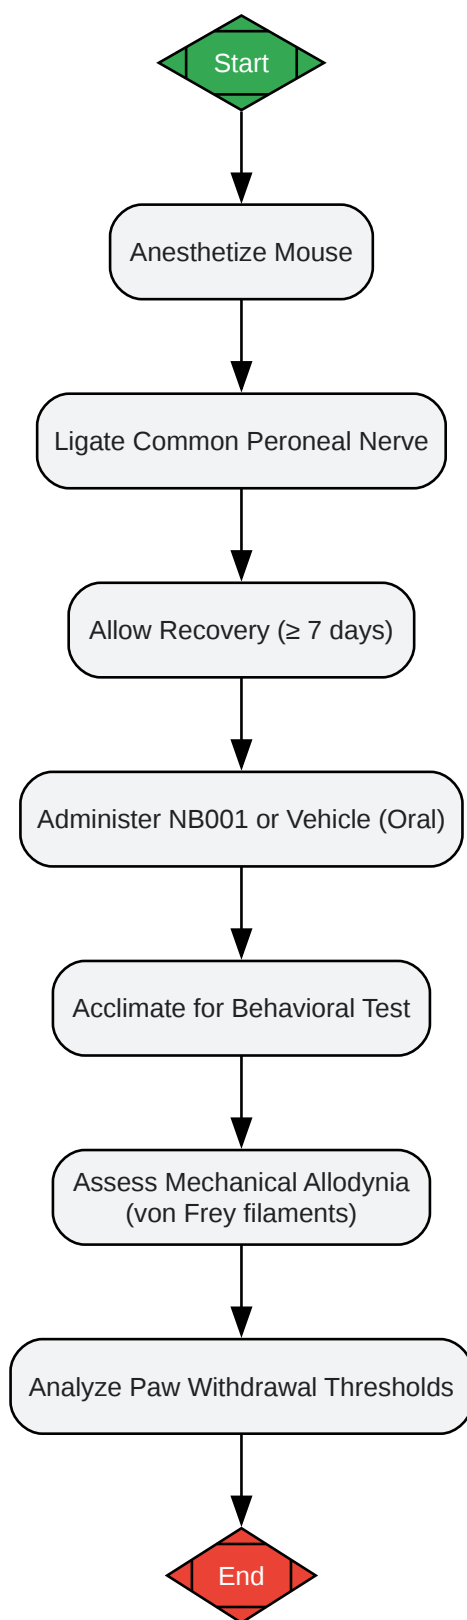 Start
Anesthetize Mouse
Ligate Common Peroneal Nerve
Allow Recovery (≥ 7 days)
Administer NB001 or Vehicle (Oral)
Acclimate for Behavioral Test
Assess Mechanical Allodynia
(von Frey filaments)
Analyze Paw Withdrawal Thresholds
End